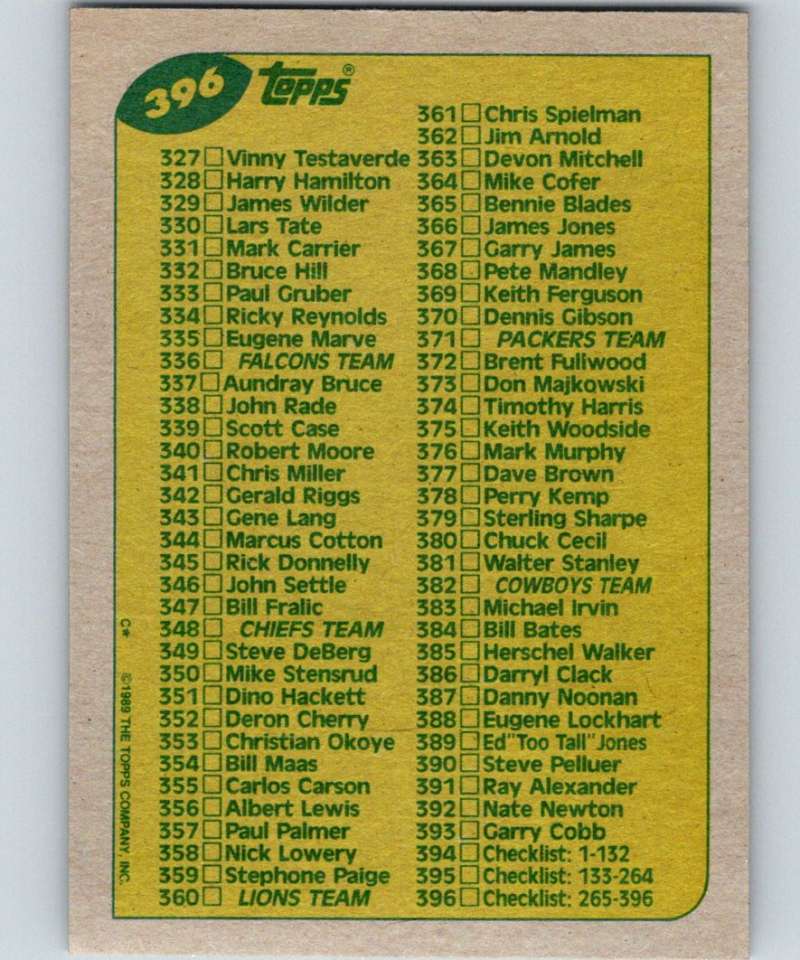 396
Topps®
327 Vinny Testaverde
328 Harry Hamilton
329 James Wilder
330 Lars Tate
331 Mark Carrier
332 Bruce Hill
333 Paul Gruber
334 Ricky Reynolds
335 Eugene Marve
336 FALCONS TEAM
337 Aundray Bruce
338 John Rade
339 Scott Case
340 Robert Moore
341 Chris Miller
342 Gerald Riggs
343 Gene Lang
344 Marcus Cotton
345 Rick Donnelly
346 John Settle
347 Bill Fralic
348 CHIEFS TEAM
349 Steve DeBerg
350 Mike Stensrud
351 Dino Hackett
352 Deron Cherry
353 Christian Okoye
354 Bill Maas
355 Carlos Carson
356 Albert Lewis
357 Paul Palmer
358 Nick Lowery
359 Stephone Paige
360 LIONS TEAM
361 Chris Spielman
362 Jim Arnold
363 Devon Mitchell
364 Mike Cofer
365 Bennie Blades
366 James Jones
367 Garry James
368 Pete Mandley
369 Keith Ferguson
370 Dennis Gibson
371 PACKERS TEAM
372 Brent Fullwood
373 Don Majkowski
374 Timothy Harris
375 Keith Woodside
376 Mark Murphy
377 Dave Brown
378 Perry Kemp
379 Sterling Sharpe
380 Chuck Cecil
381 Walter Stanley
382 COWBOYS TEAM
383 Michael Irvin
384 Bill Bates
385 Herschel Walker
386 Darryl Clack
387 Danny Noonan
388 Eugene Lockhart
389 Ed "Too Tall" Jones
390 Steve Pelluer
391 Ray Alexander
392 Nate Newton
393 Garry Cobb
394 Checklist: 1-132
395 Checklist: 133-264
396 Checklist: 265-396
C* ©1989 THE TOPPS COMPANY, INC.